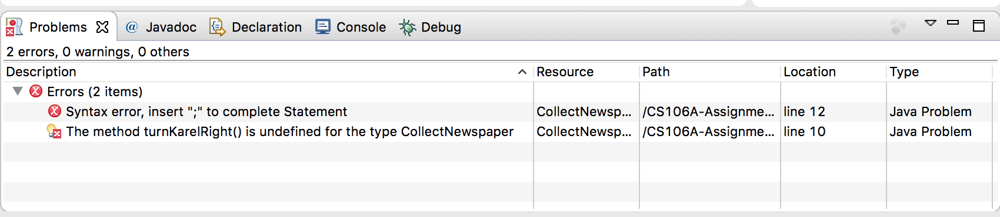 Problems @ Javadoc Declaration Console Debug
2 errors, 0 warnings, 0 others
Description Resource Path Location Type
Errors (2 items)
Syntax error, insert ";" to complete Statement CollectNewspa... /CS106A-Assignme... line 12 Java Problem
The method turnKarelRight() is undefined for the type CollectNewspaper CollectNewsp... /CS106A-Assignme... line 10 Java Problem